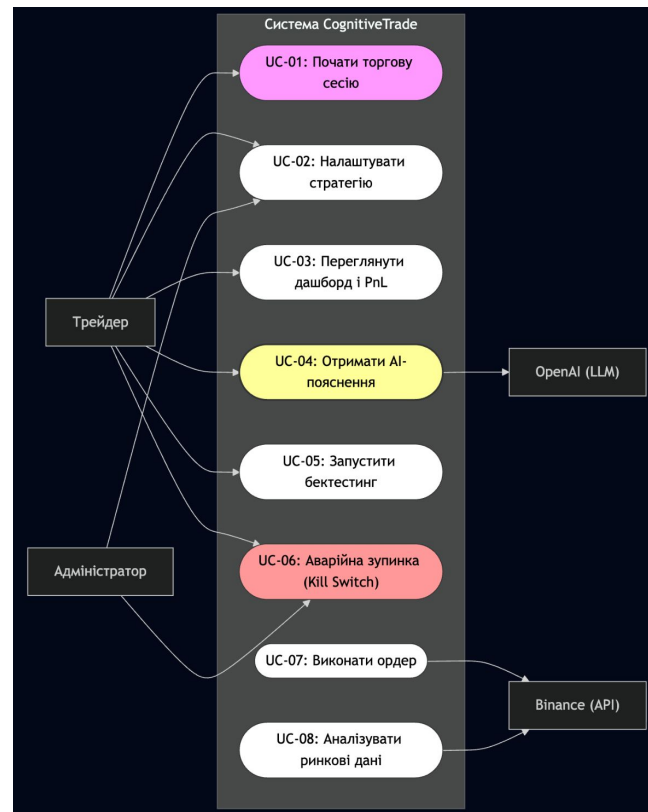 Система CognitiveTrade
UC-01: Почати торгову
сесію
UC-02: Налаштувати
стратегію
UC-03: Переглянути
дашборд і PnL
Трейдер
UC-04: Отримати AI-
пояснення
OpenAI (LLM)
UC-05: Запустити
бектестинг
Адміністратор
UC-06: Аварійна зупинка
(Kill Switch)
UC-07: Виконати ордер
Binance (API)
UC-08: Аналізувати
ринкові дані